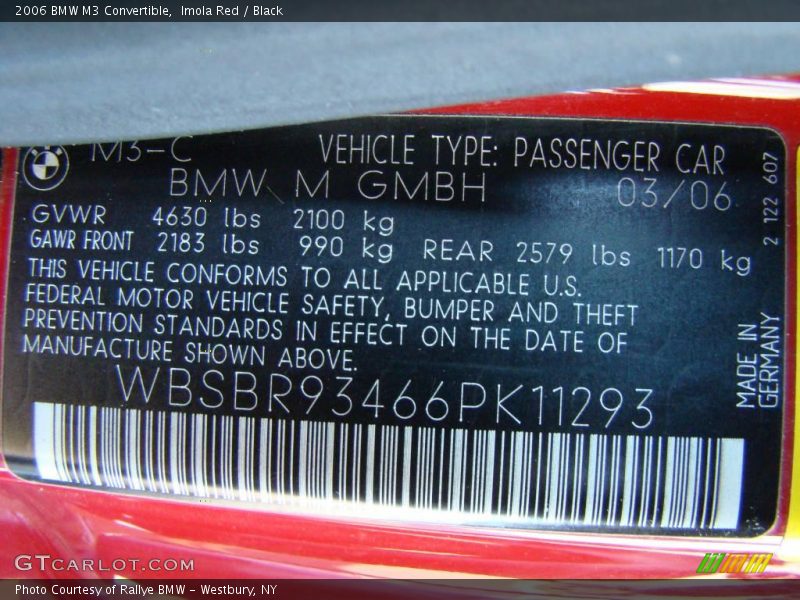 2006 BMW M3 Convertible,  Imola Red / Black
M3-C
VEHICLE TYPE: PASSENGER CAR
BMW M GMBH
03/06
GVWR 4630 lbs 2100 kg
GAWR FRONT 2183 lbs 990 kg REAR 2579 lbs 1170 kg
THIS VEHICLE CONFORMS TO ALL APPLICABLE U.S.
FEDERAL MOTOR VEHICLE SAFETY, BUMPER AND THEFT
PREVENTION STANDARDS IN EFFECT ON THE DATE OF
MANUFACTURE SHOWN ABOVE.
WBSBR93466PK11293
2 122 607
MADE IN
GERMANY
GTCARLOT.COM
Photo Courtesy of Rallye BMW – Westbury, NY